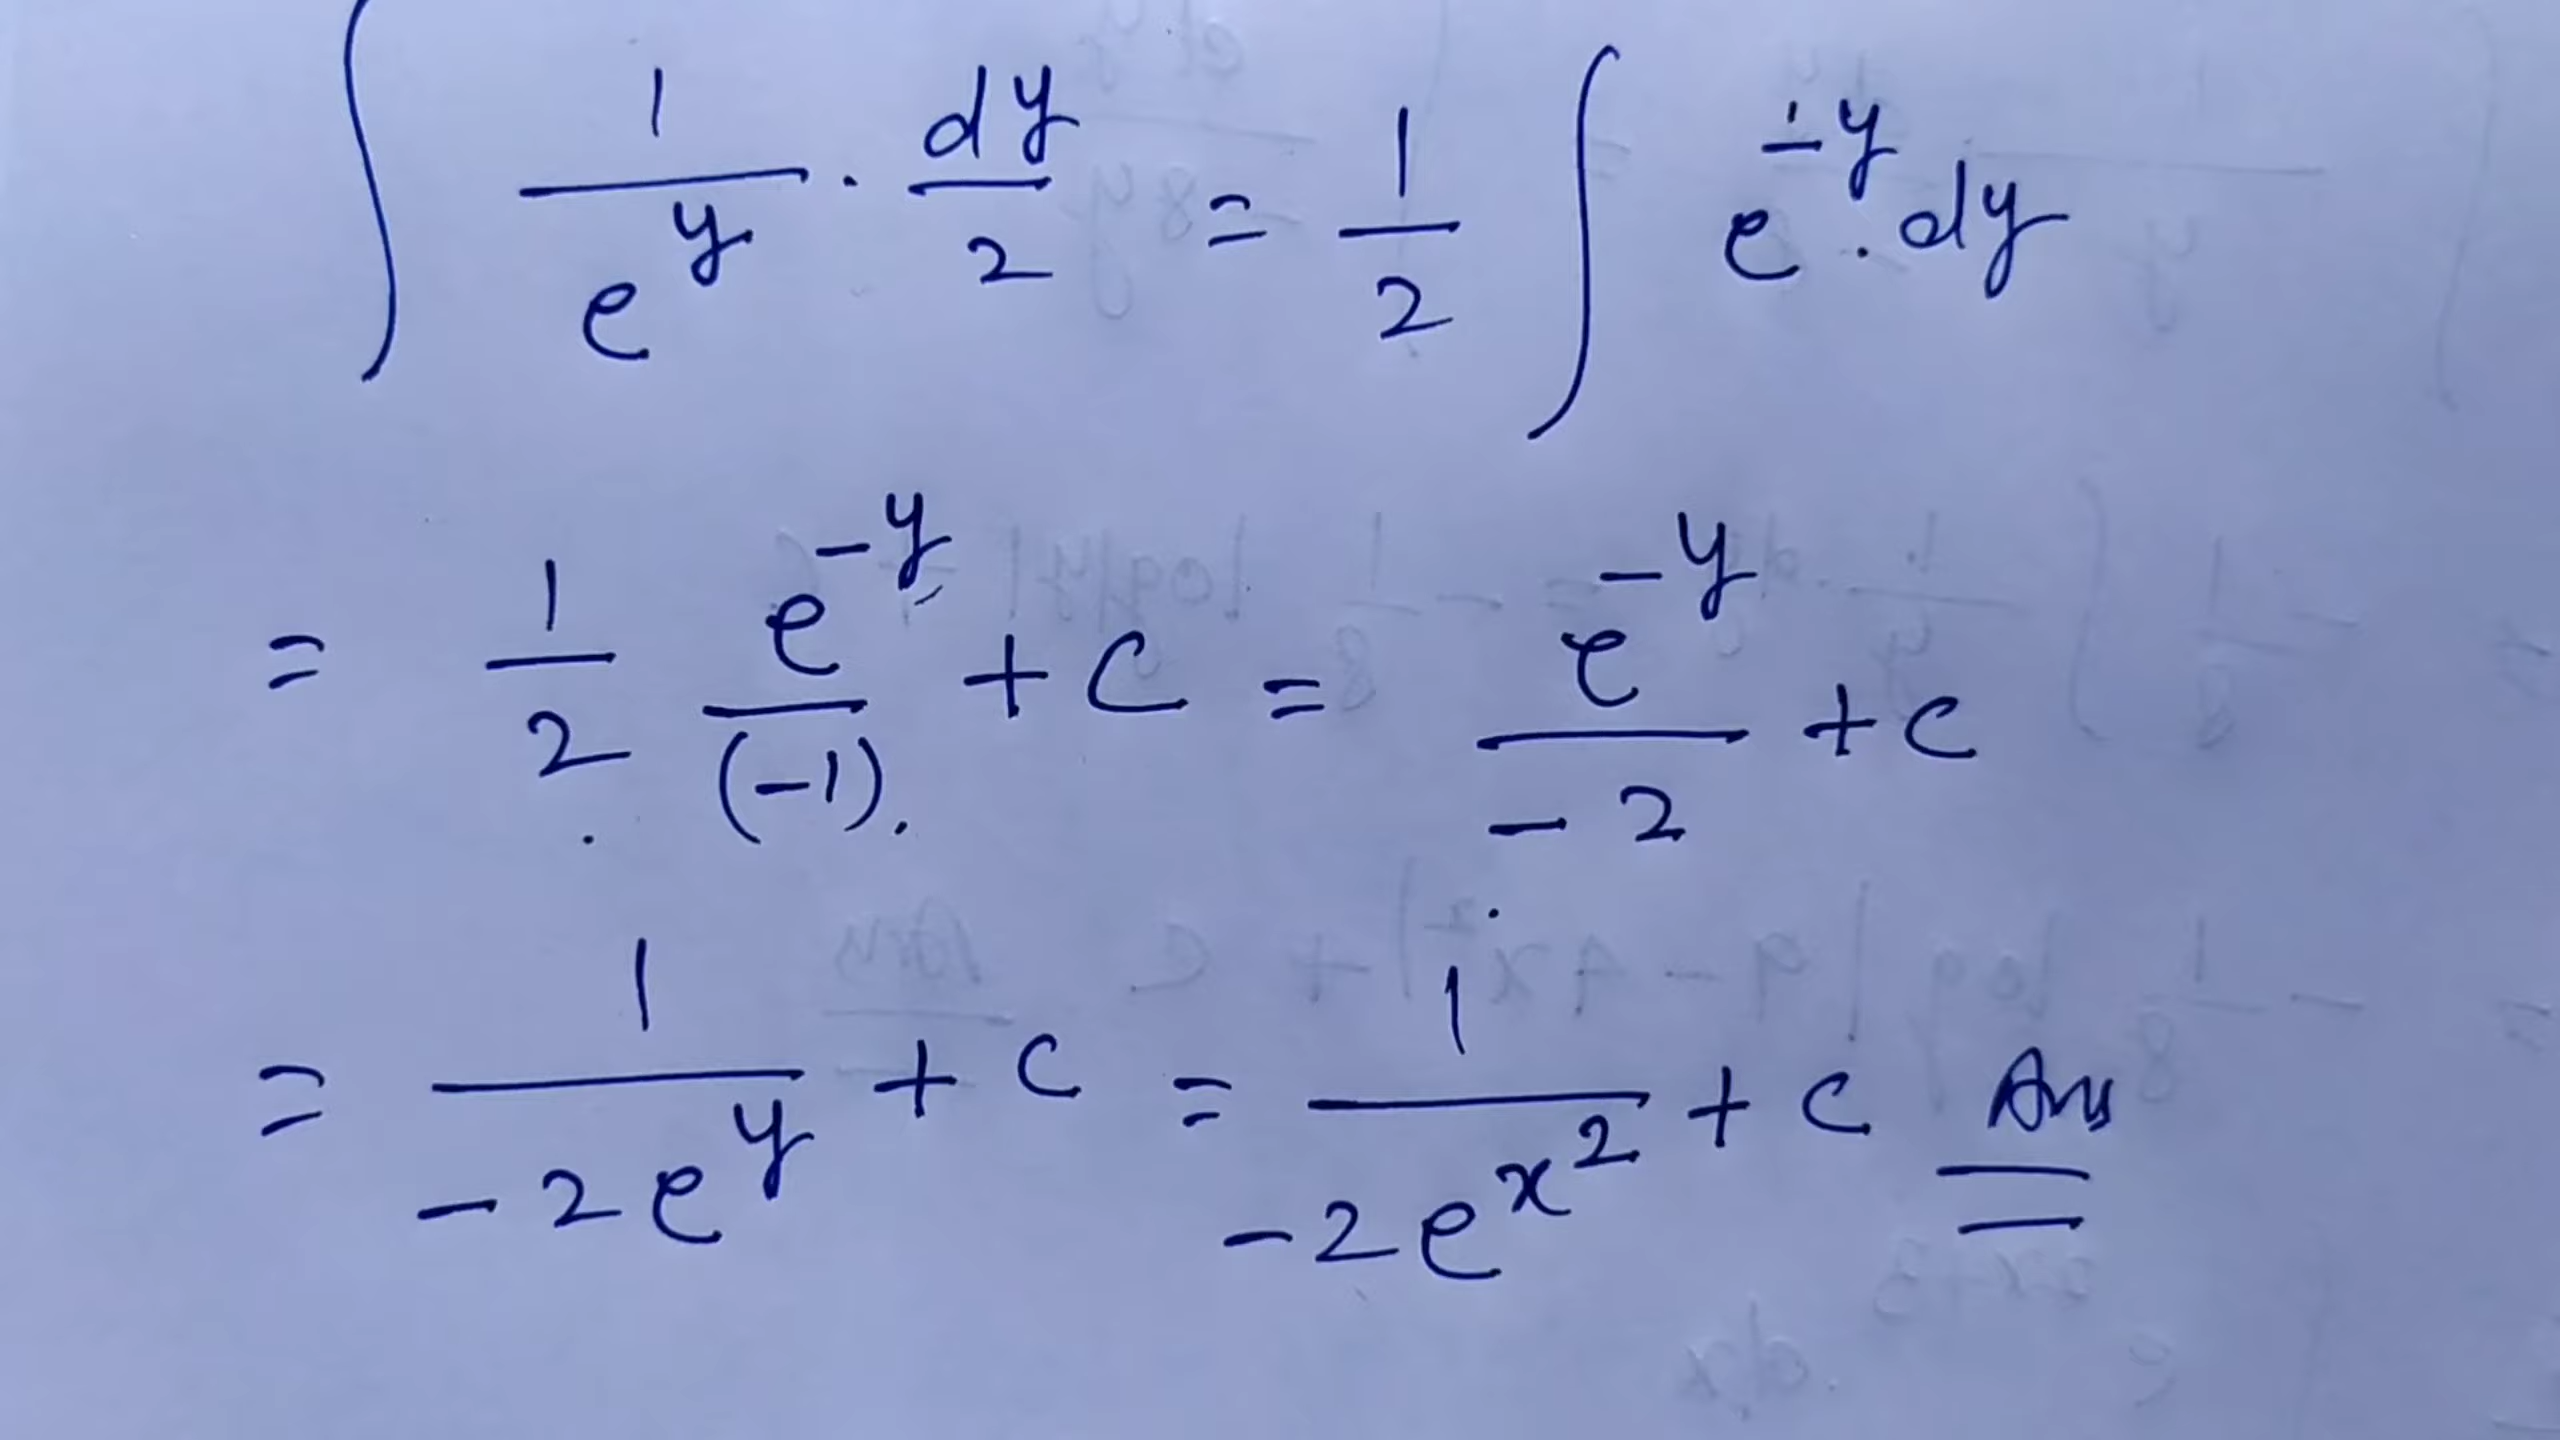 ∫ 1/e^y · dy/2 = 1/2 ∫ e^-y · dy
= 1/2 e^-y/(-1) + C = e^-y/-2 + C
= 1/-2e^y + C = 1/-2e^x^2 + C Ans